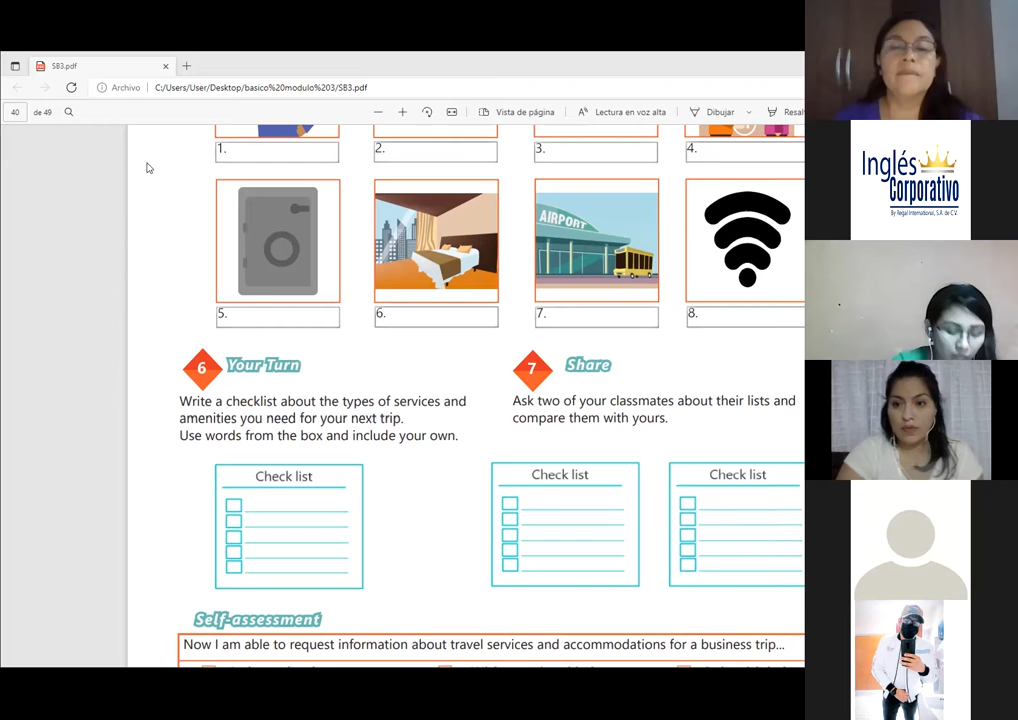 SB3.pdf
Archivo
C:/Users/User/Desktop/basico%20modulo%203/SB3.pdf
40
de 49
Vista de página
Lectura en voz alta
Dibujar
Resal
1.
2.
3.
4.
AIRPORT
5.
6.
7.
8.
6 Your Turn
Write a checklist about the types of services and
amenities you need for your next trip.
Use words from the box and include your own.
7 Share
Ask two of your classmates about their lists and
compare them with yours.
Check list
Check list
Check list
Self-assessment
Now I am able to request information about travel services and accommodations for a business trip...
Inglés
Corporativo
By Regal International, S.A. de C.V.